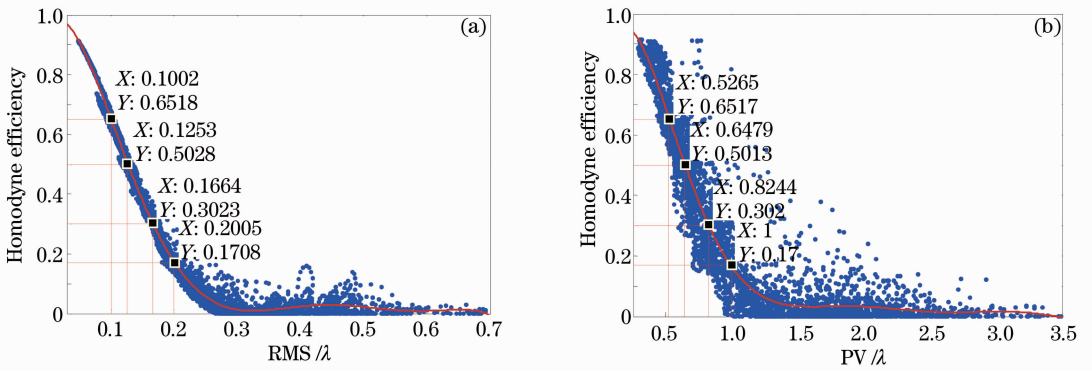 (a)
Homodyne efficiency
1.0
0.8
0.6
0.4
0.2
0
X: 0.1002
Y: 0.6518
X: 0.1253
Y: 0.5028
X: 0.1664
Y: 0.3023
X: 0.2005
Y: 0.1708
0.1 0.2 0.3 0.4 0.5 0.6 0.7
RMS/λ
(b)
Homodyne efficiency
1.0
0.8
0.6
0.4
0.2
0
X: 0.5265
Y: 0.6517
X: 0.6479
Y: 0.5013
X: 0.8244
Y: 0.302
X: 1
Y: 0.17
0.5 1.0 1.5 2.0 2.5 3.0 3.5
PV/λ